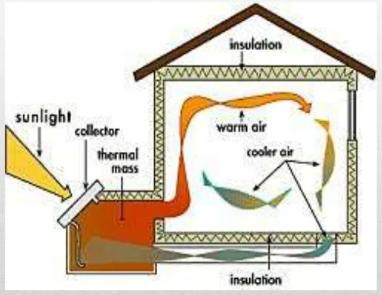 insulation
sunlight
collector
thermal
mass
warm air
cooler air
insulation